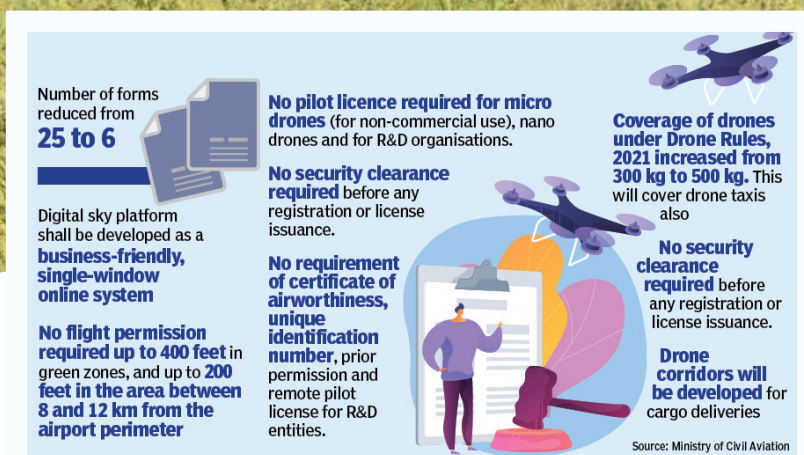 Number of forms
reduced from
25 to 6
Digital sky platform
shall be developed as a
business-friendly,
single-window
online system
No flight permission
required up to 400 feet in
green zones, and up to 200
feet in the area between
8 and 12 km from the
airport perimeter
No pilot licence required for micro
drones (for non-commercial use), nano
drones and for R&D organisations.
No security clearance
required before any
registration or license
issuance.
No requirement
of certificate of
airworthiness,
unique
identification
number, prior
permission and
remote pilot
license for R&D
entities.
Coverage of drones
under Drone Rules,
2021 increased from
300 kg to 500 kg. This
will cover drone taxis
also
No security
clearance
required before
any registration or
license issuance.
Drone
corridors will
be developed for
cargo deliveries
Source: Ministry of Civil Aviation